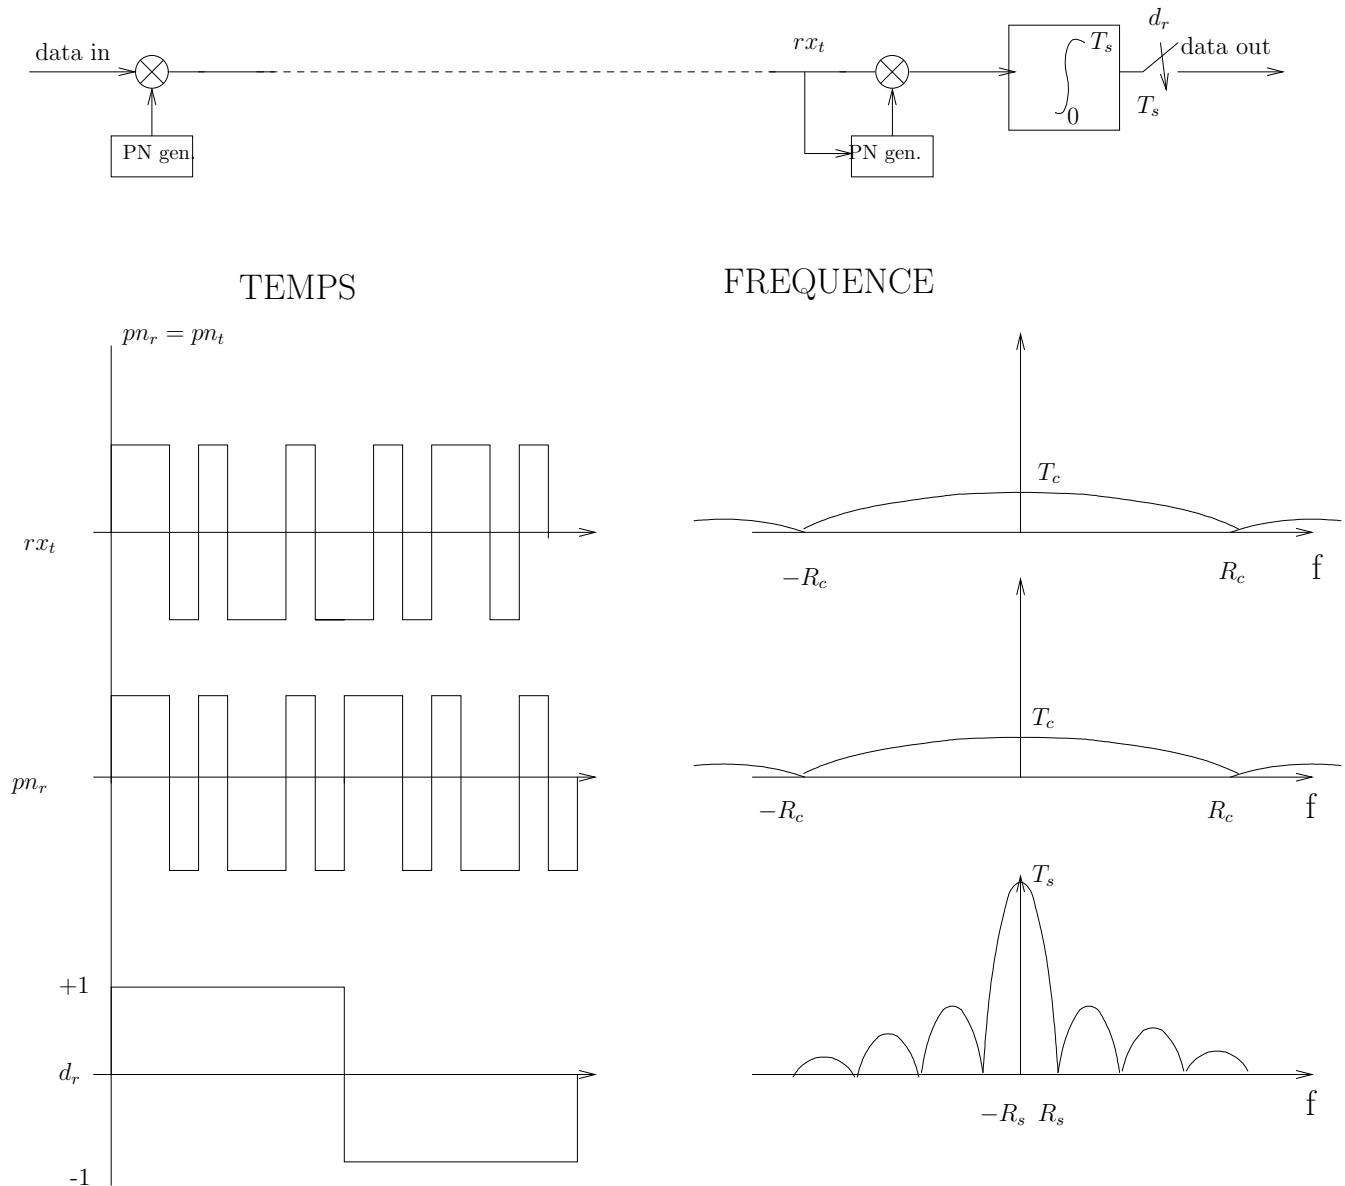 data in
rx_t
d_r
T_s
data out
0
T_s
PN gen.
PN gen.
TEMPS
FREQUENCE
pn_r = pn_t
T_c
rx_t
−R_c
R_c
f
T_c
pn_r
−R_c
R_c
f
T_s
+1
d_r
−R_s
R_s
f
-1